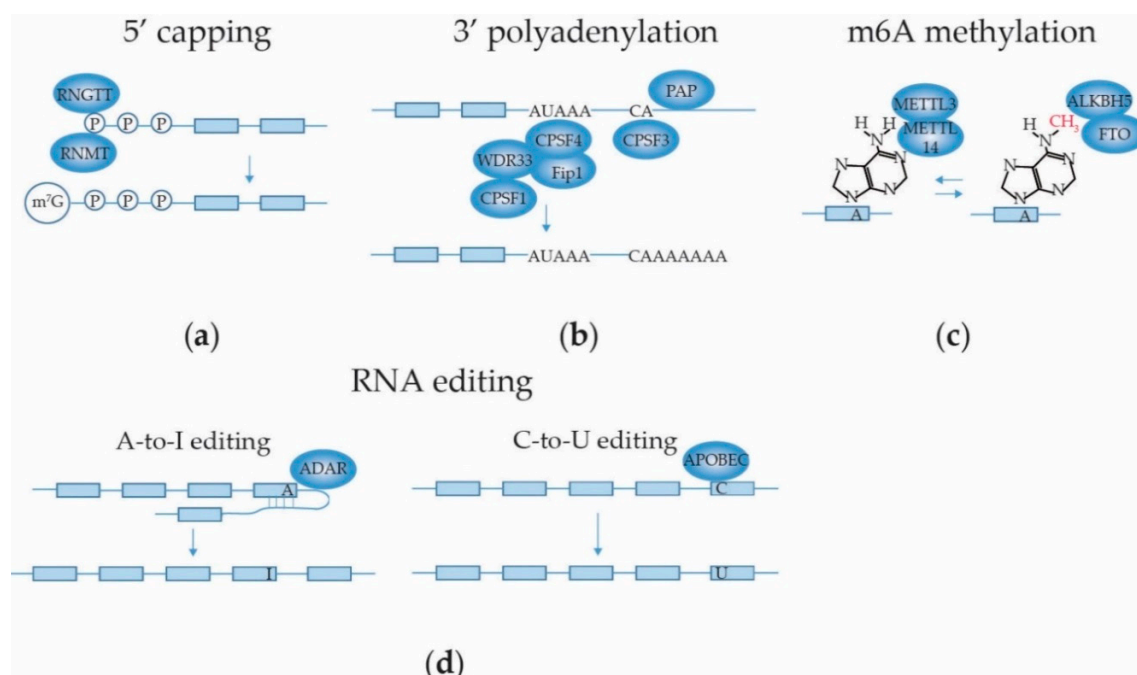 5' capping
RNGTT
P P P
RNMT
m⁷G P P P
(a)
3' polyadenylation
PAP
AUAAA CA
CPSF4 CPSF3
WDR33 Fip1
CPSF1
AUAAA CAAAAAAA
(b)
m6A methylation
METTL3 ALKBH5
H H METTL H CH₃ FTO
14
N N
N N N N
N N N N
A A
(c)
RNA editing
A-to-I editing
ADAR
A
I
C-to-U editing
APOBEC
C
U
(d)